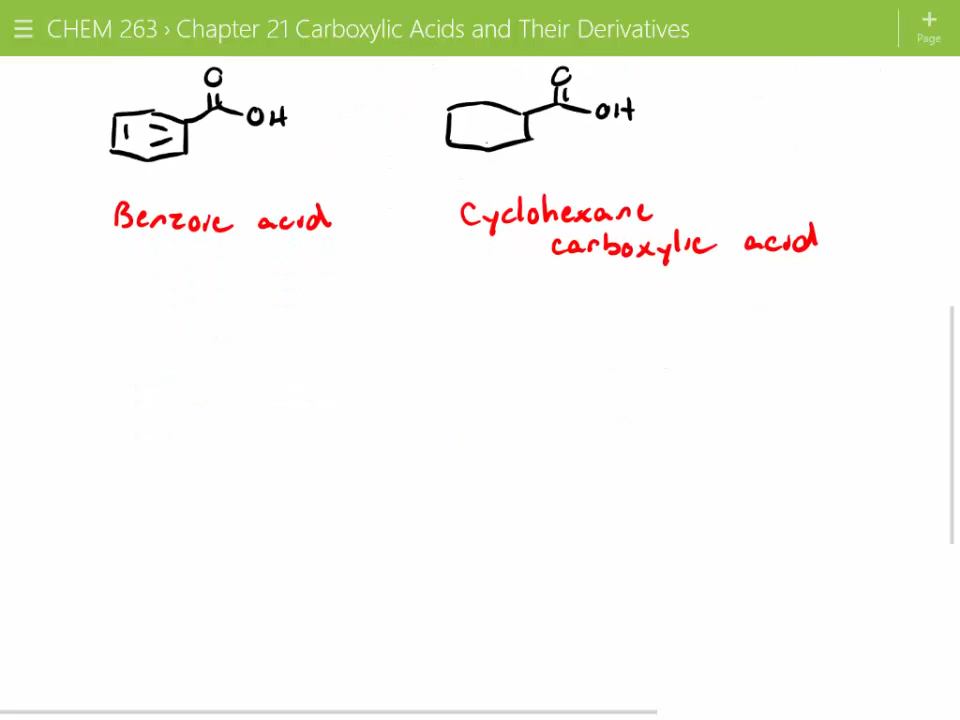 CHEM 263 › Chapter 21 Carboxylic Acids and Their Derivatives
+
Page
O
OH
O
OH
Benzoic acid
Cyclohexane
carboxylic acid